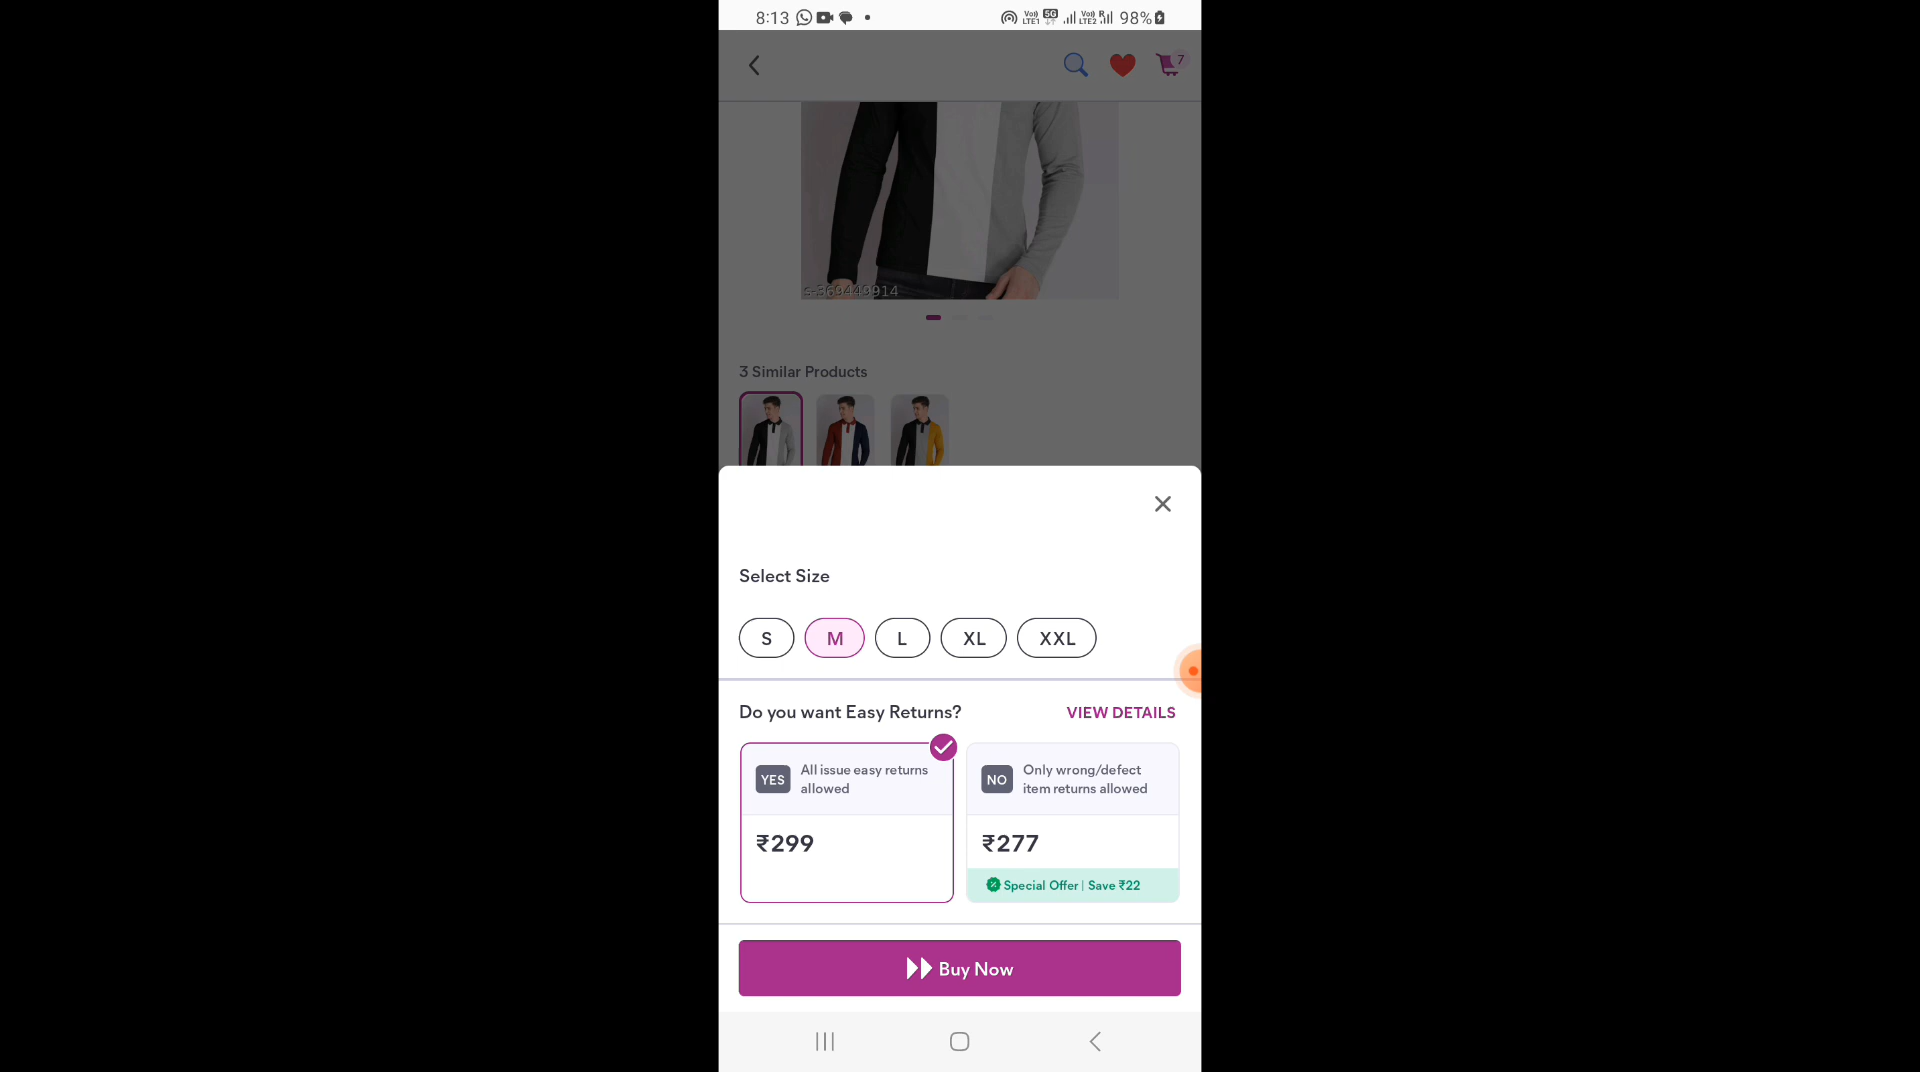 8:13 98%
7
s-369449914
3 Similar Products
Select Size
S M L XL XXL
Do you want Easy Returns? VIEW DETAILS
YES All issue easy returns allowed
NO Only wrong/defect item returns allowed
₹299 ₹277
Special Offer | Save ₹22
Buy Now